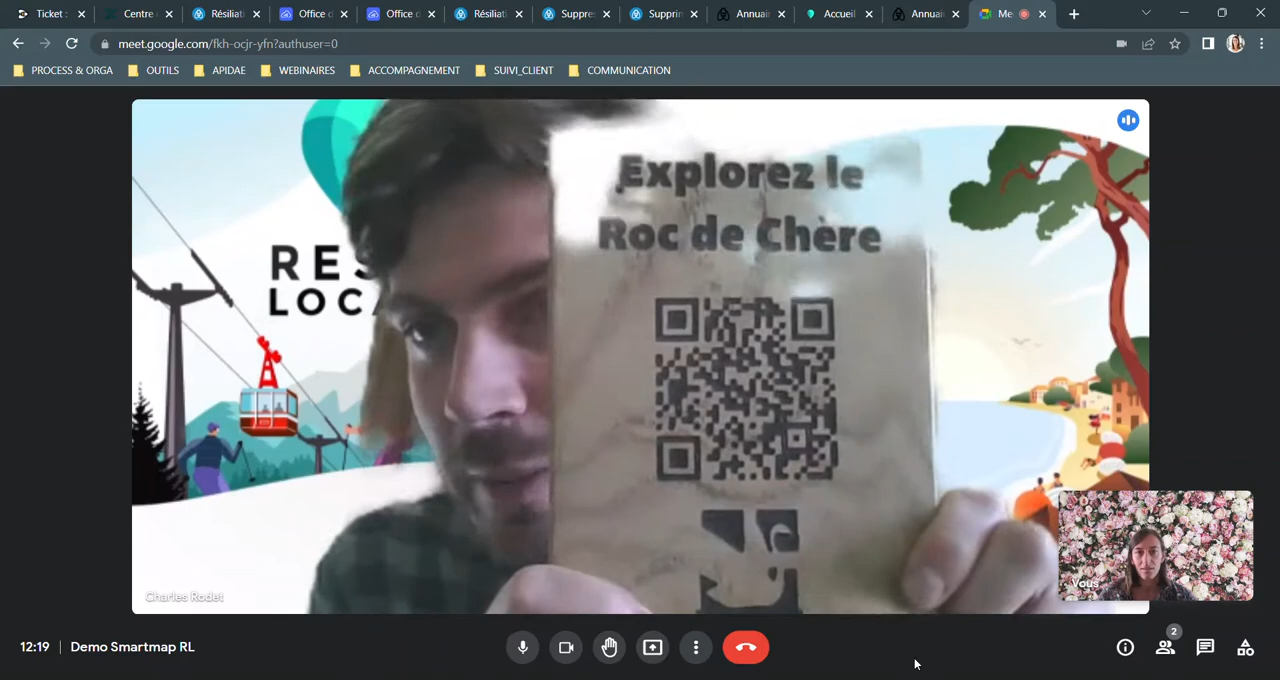 Ticket :
Centre
Résiliati
Office d
Office d
Résiliat
Suppre
Supprin
Annuai
Accueil
Annuai
Me
meet.google.com/fkh-ocjr-yfn?authuser=0
PROCESS & ORGA
OUTILS
APIDAE
WEBINAIRES
ACCOMPAGNEMENT
SUIVI_CLIENT
COMMUNICATION
Explorez le
Roc de Chère
RES
LOCA
Vous
Charles Rodet
12:19
Demo Smartmap RL
2